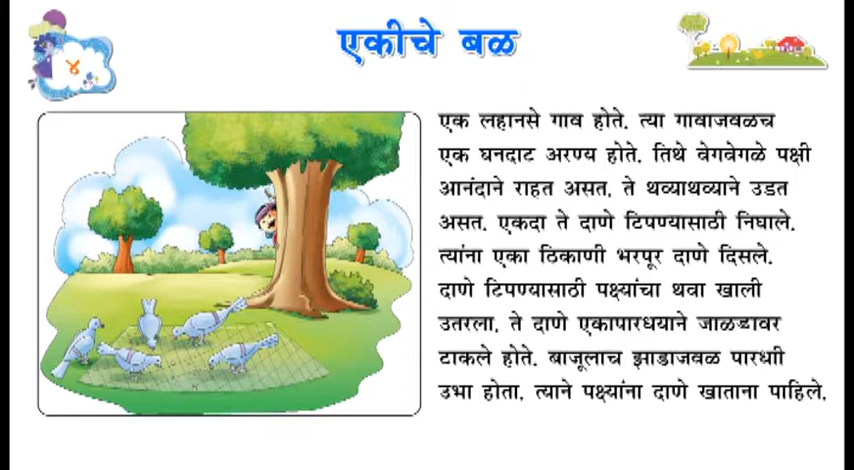 ४
एकीचे बळ
एक लहानसे गाव होते. त्या गावाजवळच
एक घनदाट अरण्य होते. तिथे वेगवेगळे पक्षी
आनंदाने राहत असत. ते थव्याथव्याने उडत
असत. एकदा ते दाणे टिपण्यासाठी निघाले.
त्यांना एका ठिकाणी भरपूर दाणे दिसले.
दाणे टिपण्यासाठी पक्ष्यांचा थवा खाली
उतरला. ते दाणे एकापारधयाने जाळ्यावर
टाकले होते. बाजूलाच झाडाजवळ पारधाी
उभा होता. त्याने पक्ष्यांना दाणे खाताना पाहिले.